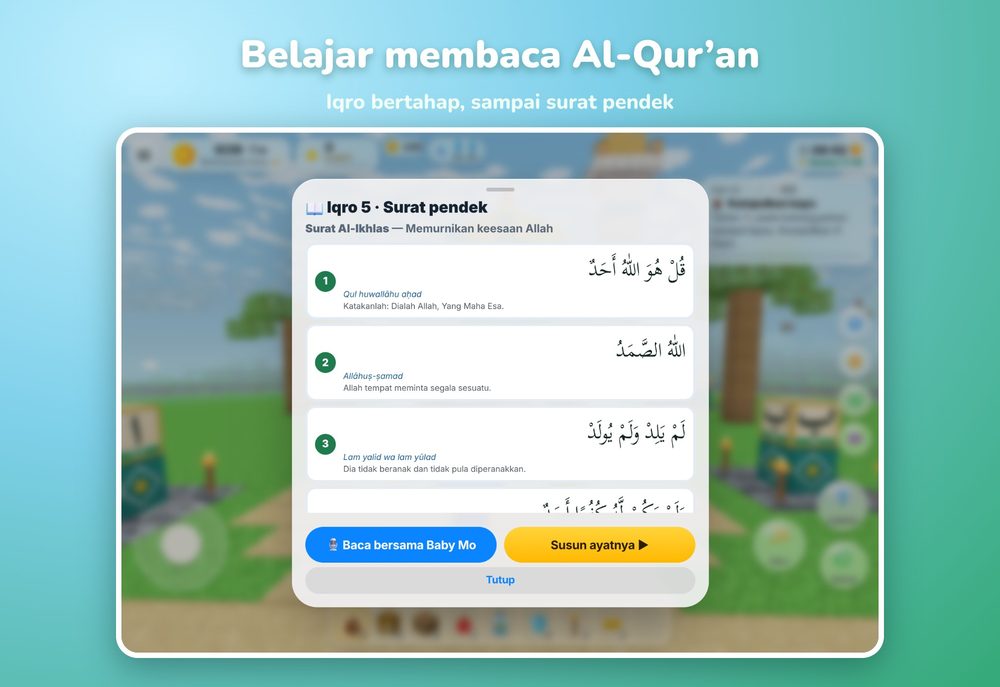 Belajar membaca Al-Qur’an
Iqro bertahap, sampai surat pendek
📖 Iqro 5 · Surat pendek
Surat Al-Ikhlas — Memurnikan keesaan Allah
قُلْ هُوَ اللّٰهُ أَحَدٌ
1
Qul huwallāhu aḥad
Katakanlah: Dialah Allah, Yang Maha Esa.
اللّٰهُ الصَّمَدُ
2
Allāhuṣ-ṣamad
Allah tempat meminta segala sesuatu.
لَمْ يَلِدْ وَلَمْ يُولَدْ
3
Lam yalid wa lam yūlad
Dia tidak beranak dan tidak pula diperanakkan.
Baca bersama Baby Mo
Susun ayatnya ▶
Tutup